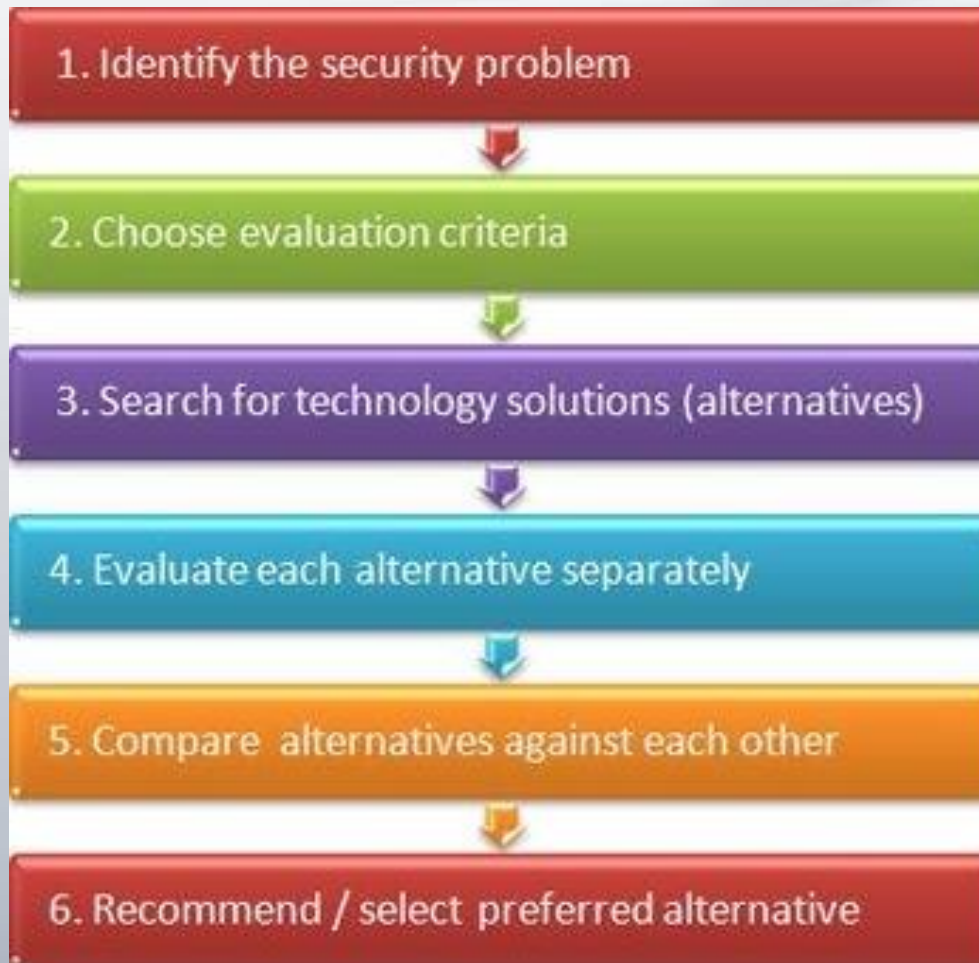 1. Identify the security problem
2. Choose evaluation criteria
3. Search for technology solutions (alternatives)
4. Evaluate each alternative separately
5. Compare alternatives against each other
6. Recommend / select preferred alternative